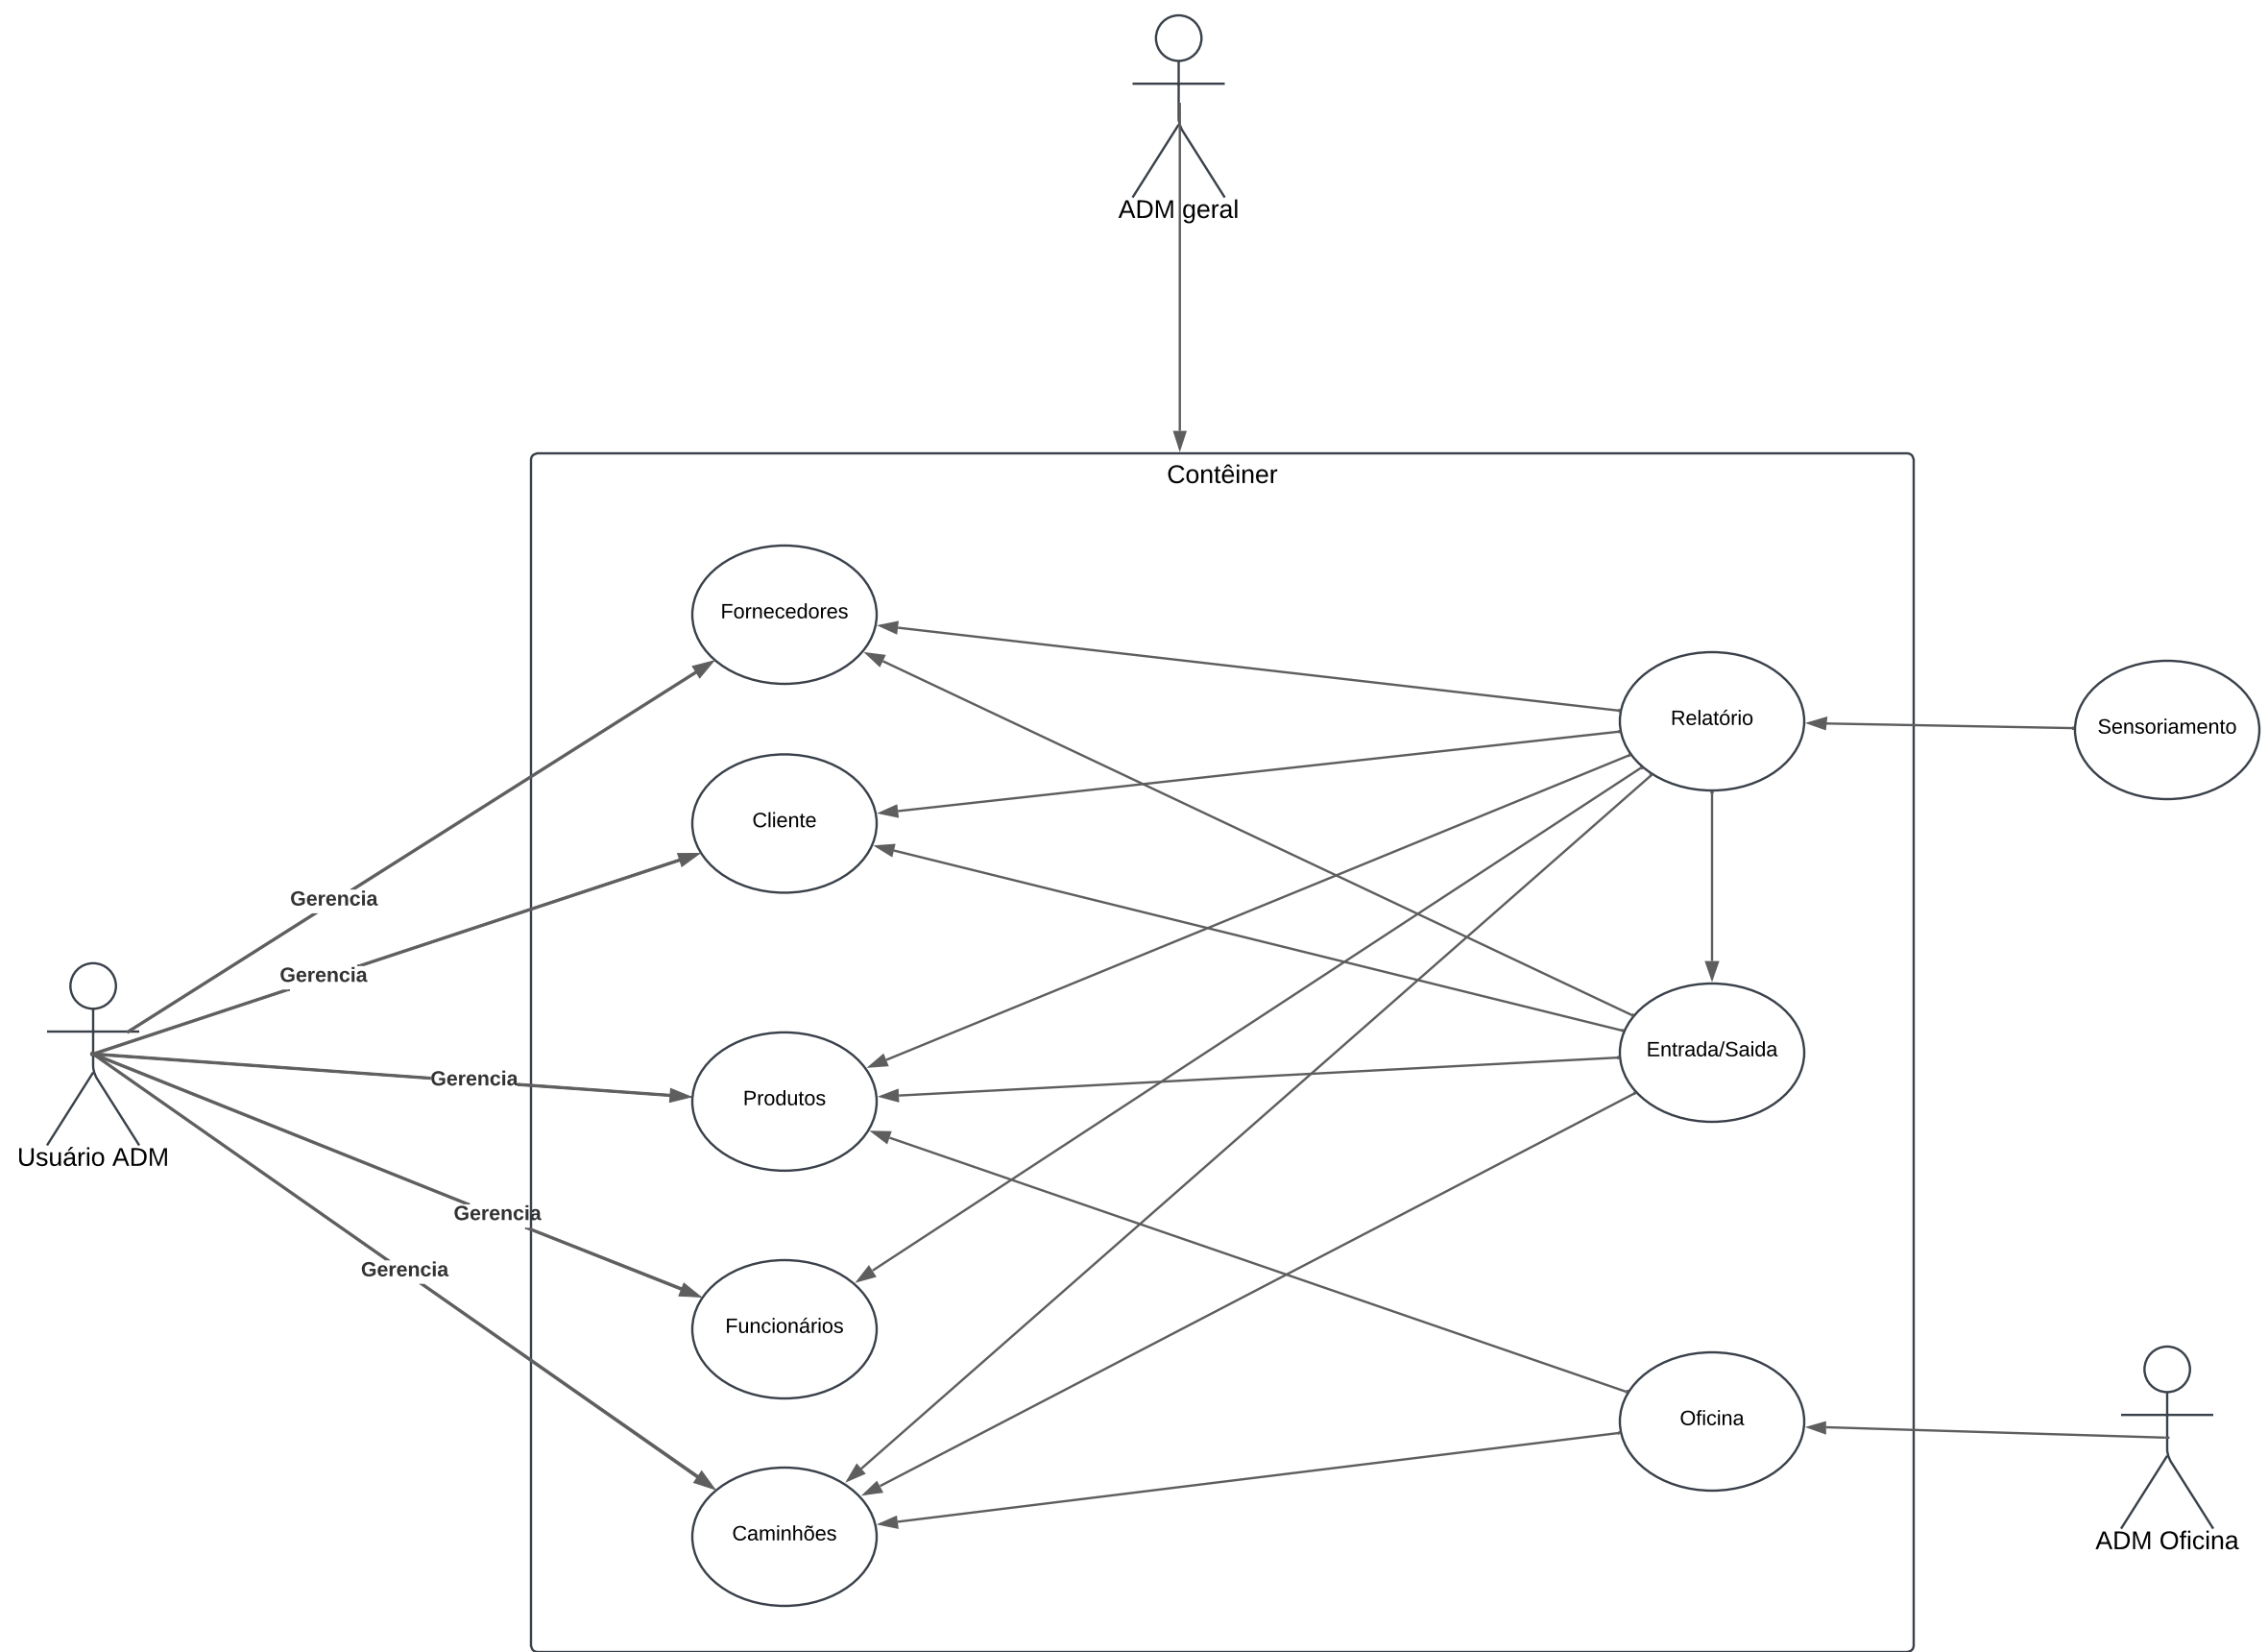 ADM geral
Contêiner
Fornecedores
Relatório
Sensoriamento
Cliente
Gerencia
Gerencia
Entrada/Saida
Gerencia
Produtos
Usuário ADM
Gerencia
Gerencia
Funcionários
Oficina
Caminhões
ADM Oficina